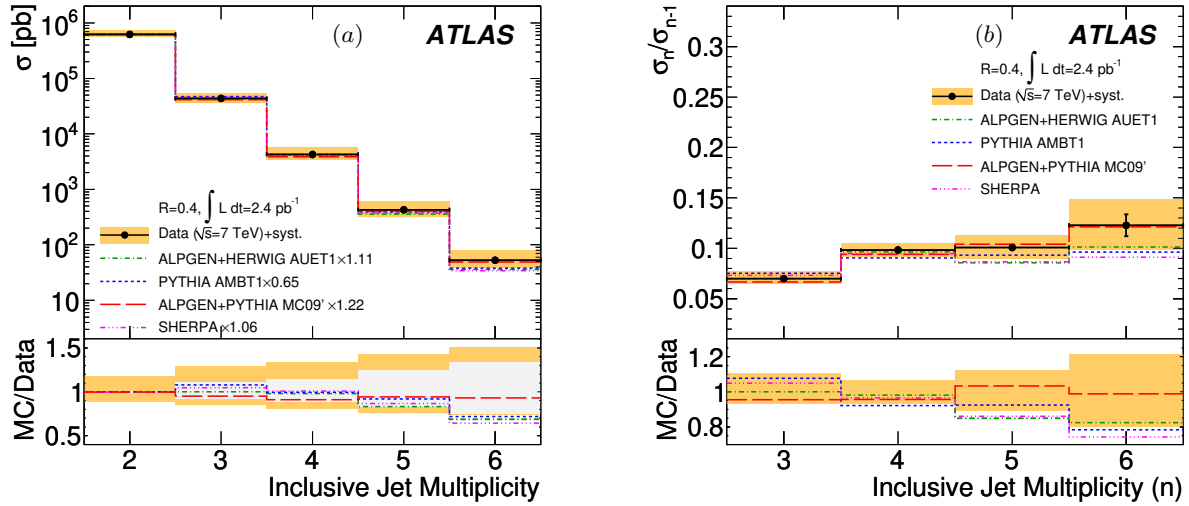 (a) ATLAS
σ [pb]
10⁶
10⁵
10⁴
10³
10²
10
R=0.4, ∫ L dt=2.4 pb⁻¹
Data (√s=7 TeV)+syst.
ALPGEN+HERWIG AUET1×1.11
PYTHIA AMBT1×0.65
ALPGEN+PYTHIA MC09' ×1.22
SHERPA×1.06
MC/Data
1.5
1
0.5
2 3 4 5 6
Inclusive Jet Multiplicity
(b) ATLAS
σₙ/σₙ₋₁
0.3
0.25
0.2
0.15
0.1
0.05
R=0.4, ∫ L dt=2.4 pb⁻¹
Data (√s=7 TeV)+syst.
ALPGEN+HERWIG AUET1
PYTHIA AMBT1
ALPGEN+PYTHIA MC09'
SHERPA
MC/Data
1.2
1
0.8
3 4 5 6
Inclusive Jet Multiplicity (n)